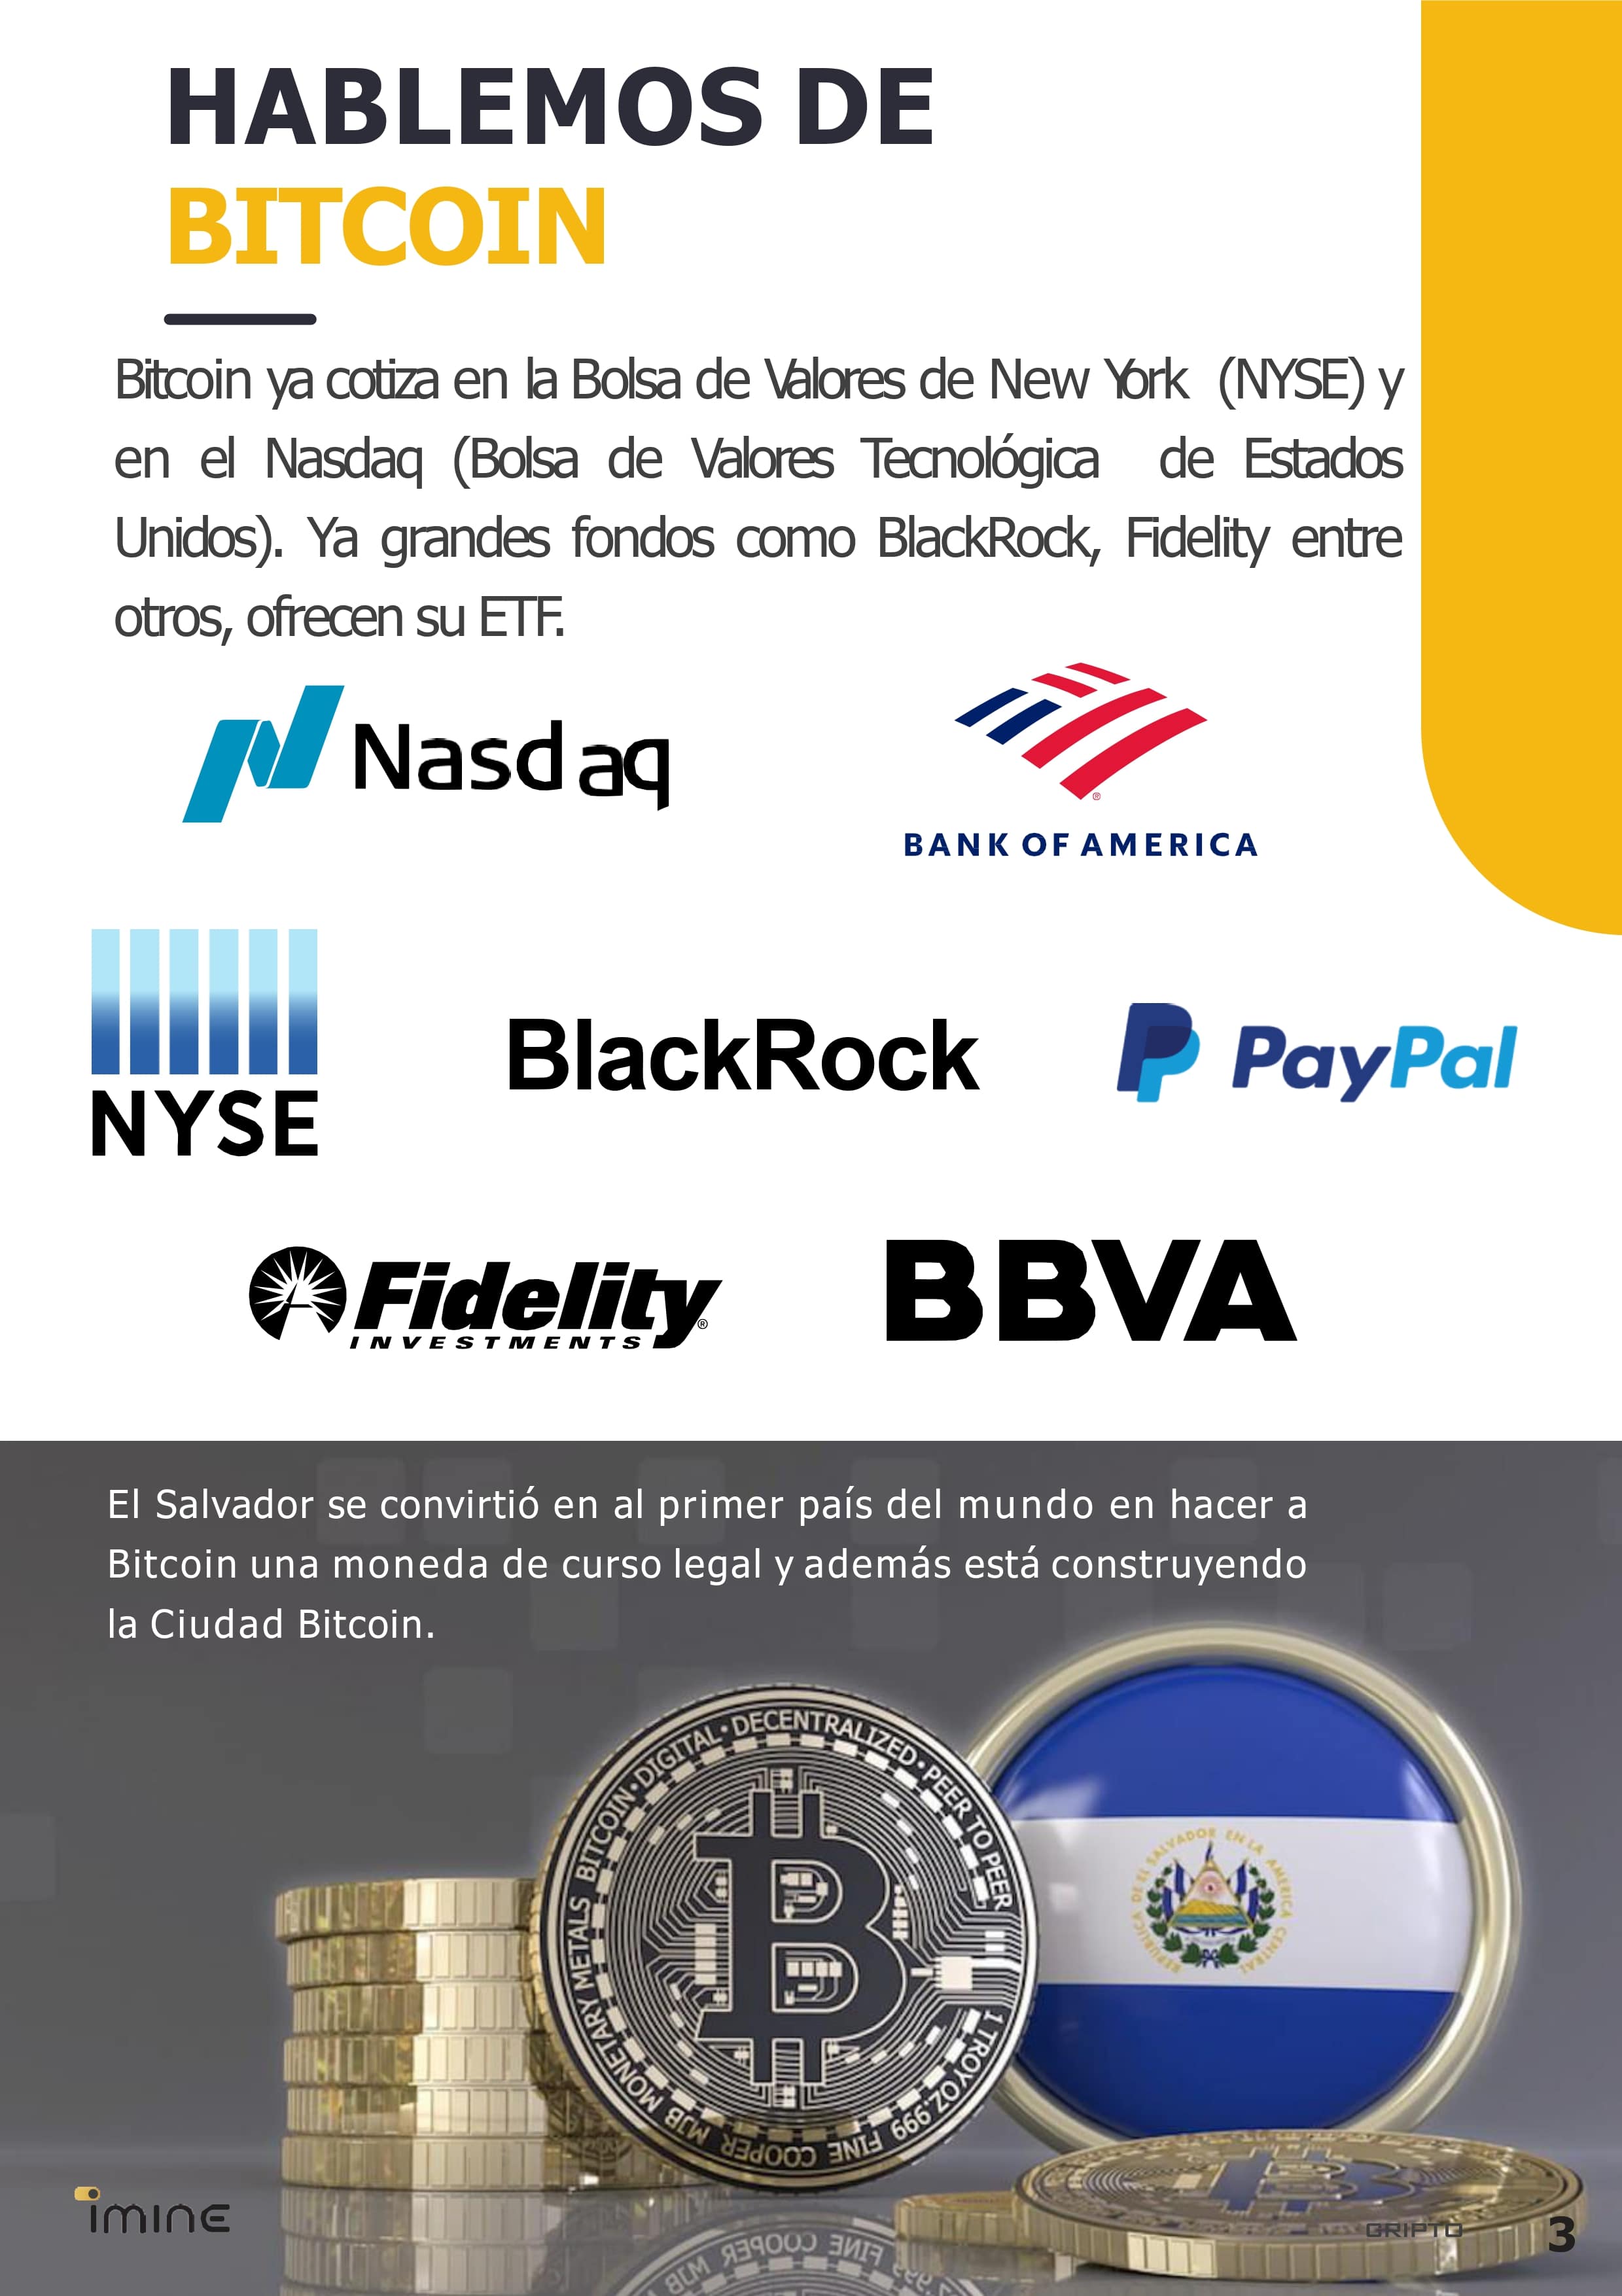 HABLEMOS DE
BITCOIN
Bitcoin ya cotiza en la Bolsa de Valores de New York (NYSE) y
en el Nasdaq (Bolsa de Valores Tecnológica de Estados
Unidos). Ya grandes fondos como BlackRock, Fidelity entre
otros, ofrecen su ETF.
Nasdaq
BANK OF AMERICA
NYSE
BlackRock
PayPal
Fidelity
INVESTMENTS
BBVA
El Salvador se convirtió en al primer país del mundo en hacer a
Bitcoin una moneda de curso legal y además está construyendo
la Ciudad Bitcoin.
BITCOIN • DIGITAL • DECENTRALIZED • PEER TO PEER
1 TROY OZ .999 FINE COOPER MJB MONETARY METALS
REPUBLICA DE EL SALVADOR EN LA AMERICA CENTRAL
imine
CRIPTO
3